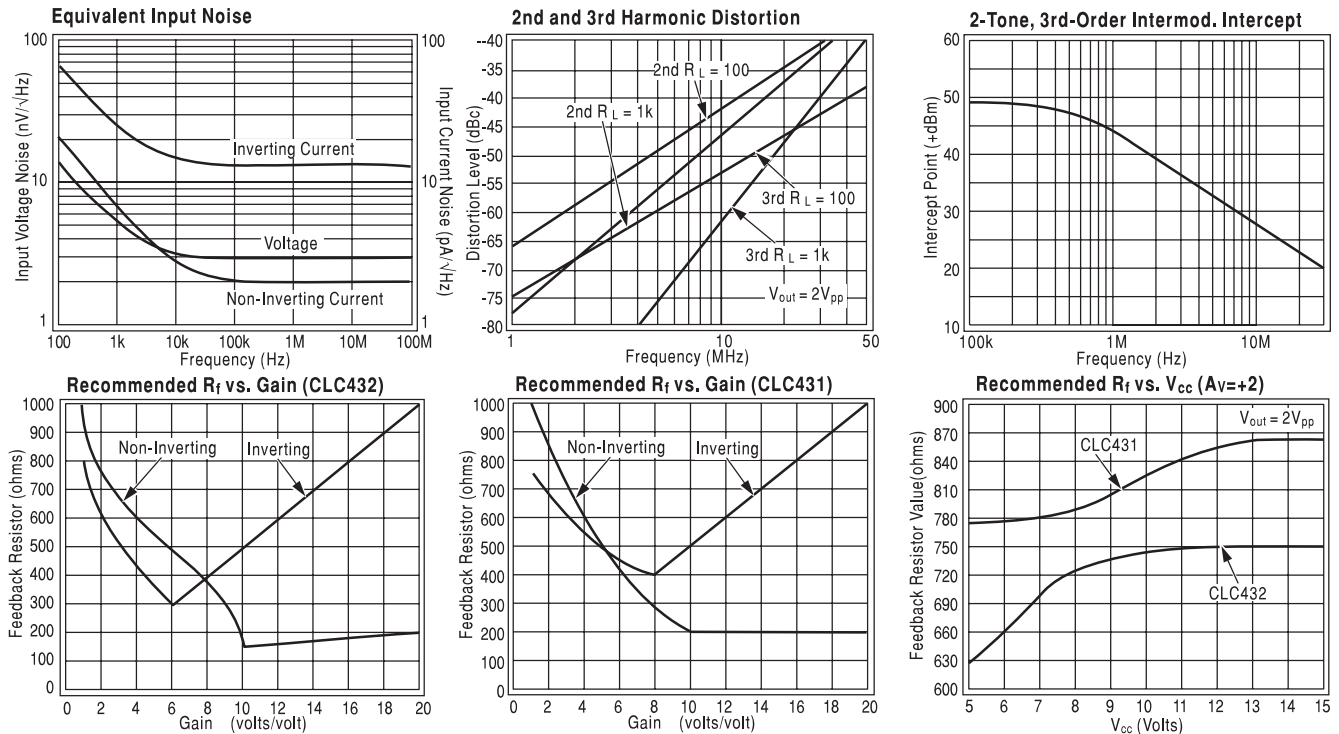 Equivalent Input Noise
100
10
1
Input Voltage Noise (nV/√Hz)
100
10
1
Input Current Noise (pA/√Hz)
Inverting Current
Voltage
Non-Inverting Current
100 1k 10k 100k 1M 10M 100M
Frequency (Hz)
2nd and 3rd Harmonic Distortion
-40
-45
-50
-55
-60
-65
-70
-75
-80
Distortion Level (dBc)
2nd RL = 100
2nd RL = 1k
3rd RL = 100
3rd RL = 1k
Vout = 2Vpp
1 10 50
Frequency (MHz)
2-Tone, 3rd-Order Intermod. Intercept
60
50
40
30
20
10
Intercept Point (+dBm)
100k 1M 10M
Frequency (Hz)
Recommended Rf vs. Gain (CLC432)
1000
900
800
700
600
500
400
300
200
100
0
Feedback Resistor (ohms)
Non-Inverting
Inverting
0 2 4 6 8 10 12 14 16 18 20
Gain (volts/volt)
Recommended Rf vs. Gain (CLC431)
1000
900
800
700
600
500
400
300
200
100
0
Feedback Resistor (ohms)
Non-Inverting
Inverting
0 2 4 6 8 10 12 14 16 18 20
Gain (volts/volt)
Recommended Rf vs. Vcc (AV=+2)
900
870
840
810
780
750
720
690
660
630
600
Feedback Resistor Value(ohms)
Vout = 2Vpp
CLC431
CLC432
5 6 7 8 9 10 11 12 13 14 15
Vcc (Volts)